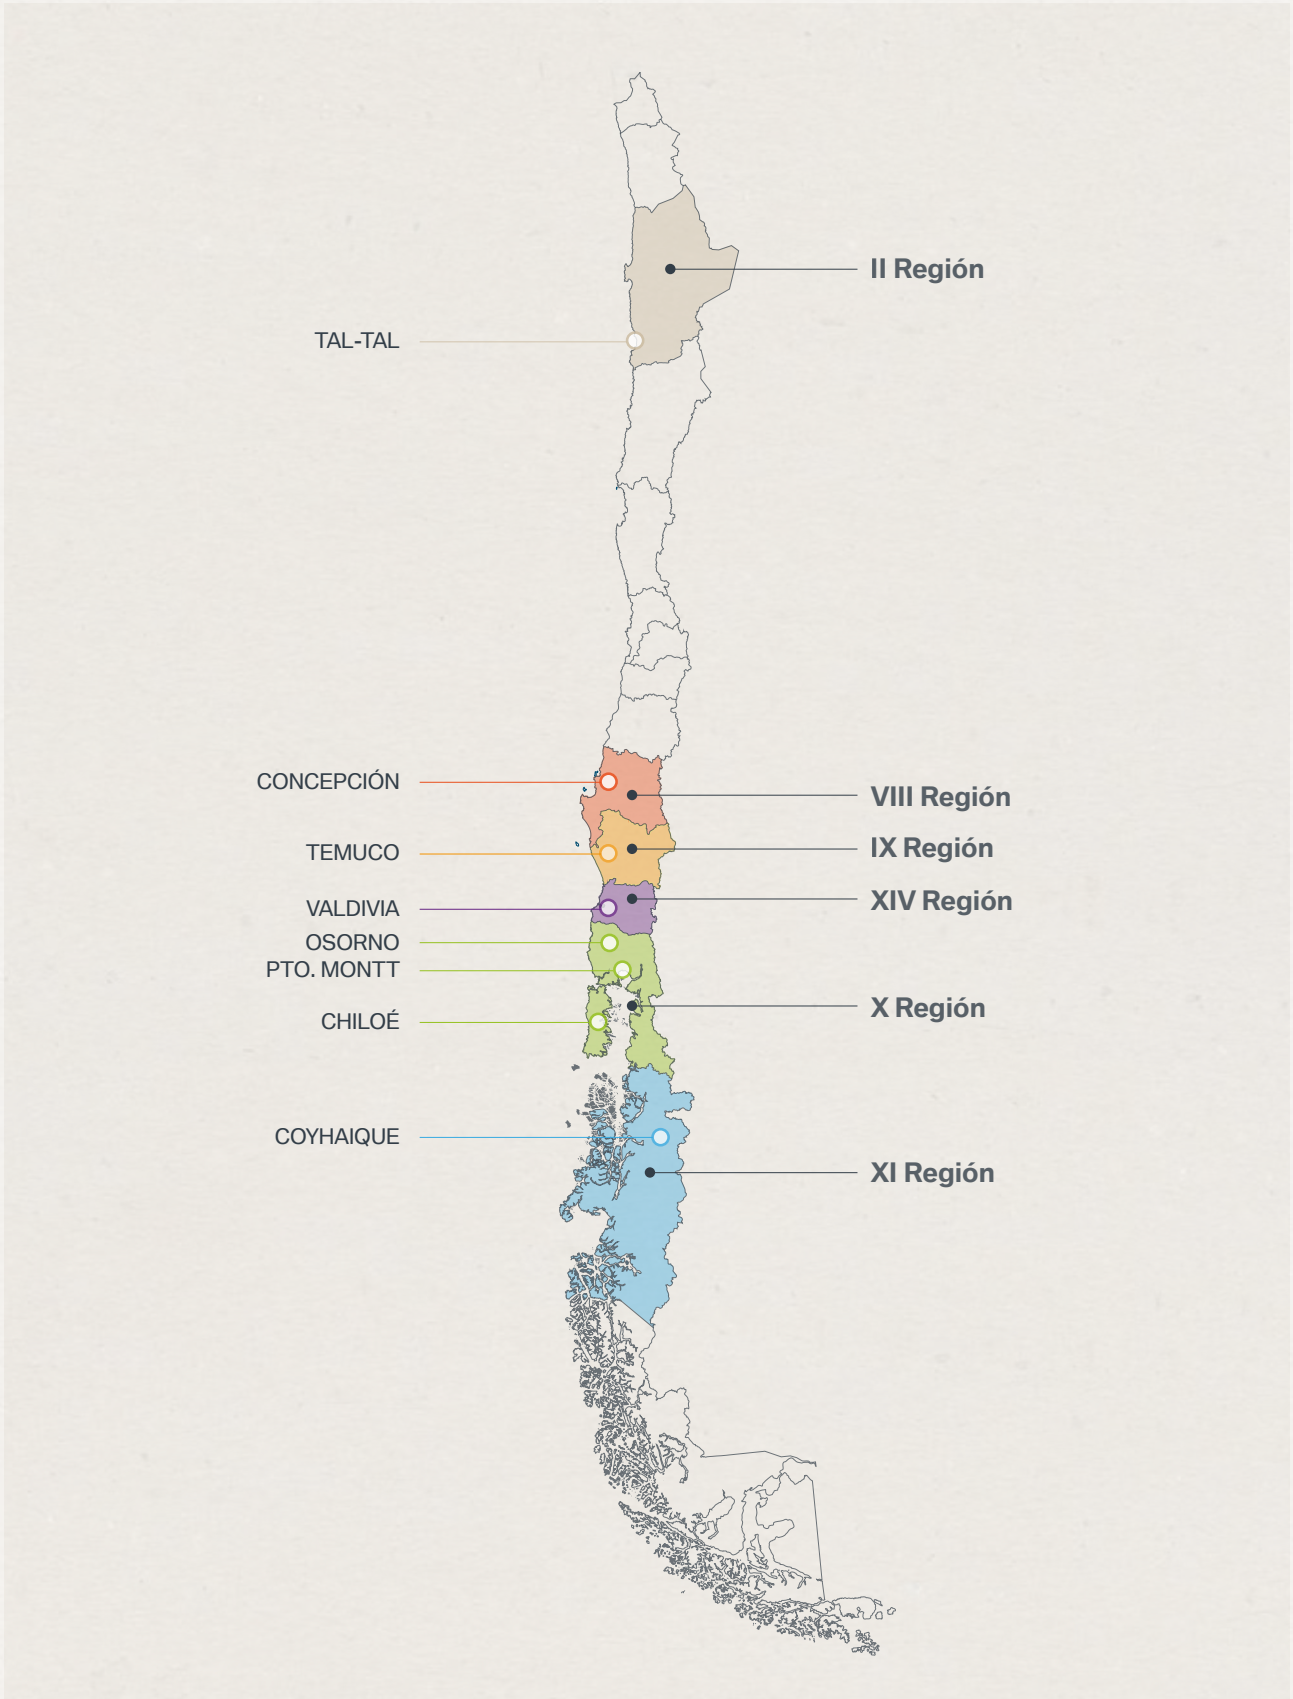 II Región
TAL-TAL
CONCEPCIÓN
VIII Región
TEMUCO
IX Región
VALDIVIA
XIV Región
OSORNO
PTO. MONTT
X Región
CHILOÉ
COYHAIQUE
XI Región